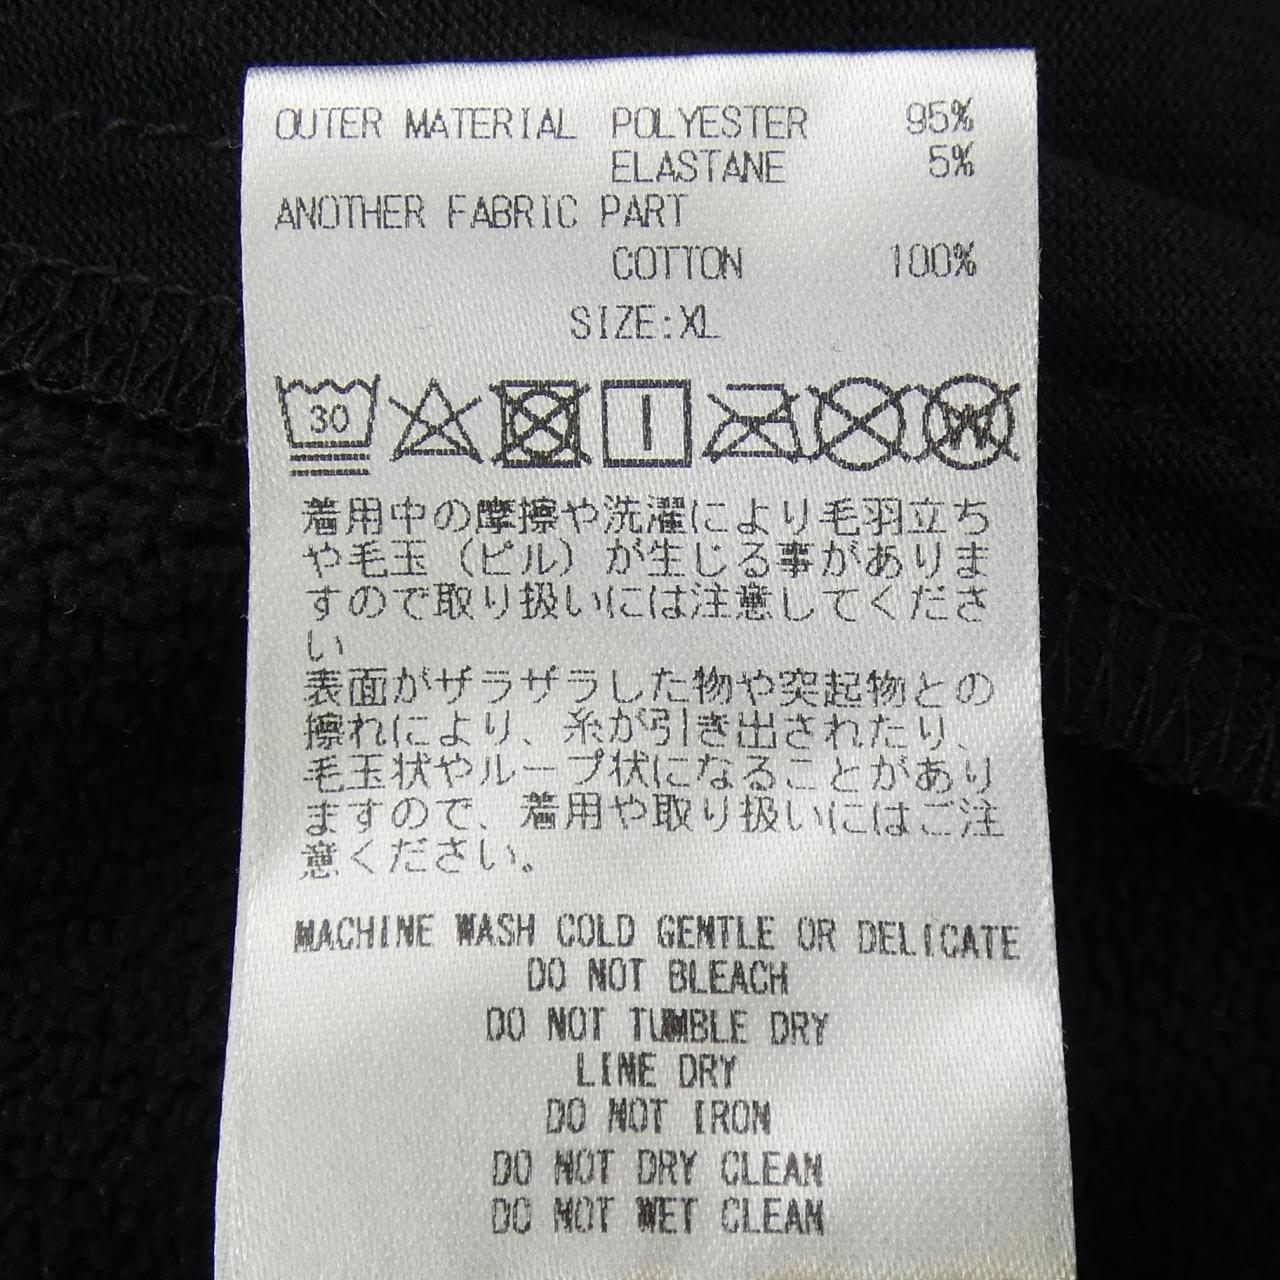 OUTER MATERIAL POLYESTER 95%
ELASTANE 5%
ANOTHER FABRIC PART
COTTON 100%
SIZE:XL
30 W
着用中の摩擦や洗濯により毛羽立ち
や毛玉（ピル）が生じる事がありま
すので取り扱いには注意してくださ
い
表面がザラザラした物や突起物との
擦れにより、糸が引き出されたり、
毛玉状やループ状になることがあり
ますので、着用や取り扱いにはご注
意ください。
MACHINE WASH COLD GENTLE OR DELICATE
DO NOT BLEACH
DO NOT TUMBLE DRY
LINE DRY
DO NOT IRON
DO NOT DRY CLEAN
DO NOT WET CLEAN